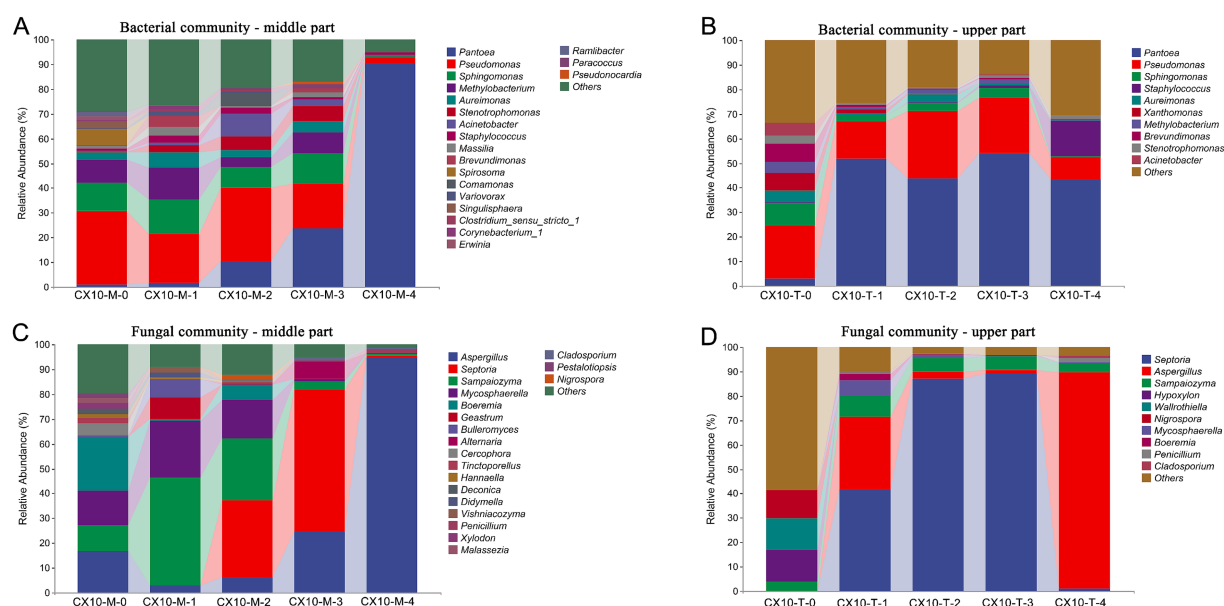 A
Bacterial community - middle part
Relative Abundance (%)
100
90
80
70
60
50
40
30
20
10
0
CX10-M-0 CX10-M-1 CX10-M-2 CX10-M-3 CX10-M-4
Pantoea
Pseudomonas
Sphingomonas
Methylobacterium
Aureimonas
Stenotrophomonas
Acinetobacter
Staphylococcus
Massilia
Brevundimonas
Spirosoma
Comamonas
Variovorax
Singulisphaera
Clostridium_sensu_stricto_1
Corynebacterium_1
Erwinia
Ramlibacter
Paracoccus
Pseudonocardia
Others
B
Bacterial community - upper part
Relative Abundance (%)
100
90
80
70
60
50
40
30
20
10
0
CX10-T-0 CX10-T-1 CX10-T-2 CX10-T-3 CX10-T-4
Pantoea
Pseudomonas
Sphingomonas
Staphylococcus
Aureimonas
Xanthomonas
Methylobacterium
Brevundimonas
Stenotrophomonas
Acinetobacter
Others
C
Fungal community - middle part
Relative Abundance (%)
100
90
80
70
60
50
40
30
20
10
0
CX10-M-0 CX10-M-1 CX10-M-2 CX10-M-3 CX10-M-4
Aspergillus
Septoria
Sampaiozyma
Mycosphaerella
Boeremia
Geastrum
Bulleromyces
Alternaria
Cercophora
Tinctoporellus
Hannaella
Deconica
Didymella
Vishniacozyma
Penicillium
Xylodon
Malassezia
Cladosporium
Pestalotiopsis
Nigrospora
Others
D
Fungal community - upper part
Relative Abundance (%)
100
90
80
70
60
50
40
30
20
10
0
CX10-T-0 CX10-T-1 CX10-T-2 CX10-T-3 CX10-T-4
Septoria
Aspergillus
Sampaiozyma
Hypoxylon
Wallrothiella
Nigrospora
Mycosphaerella
Boeremia
Penicillium
Cladosporium
Others